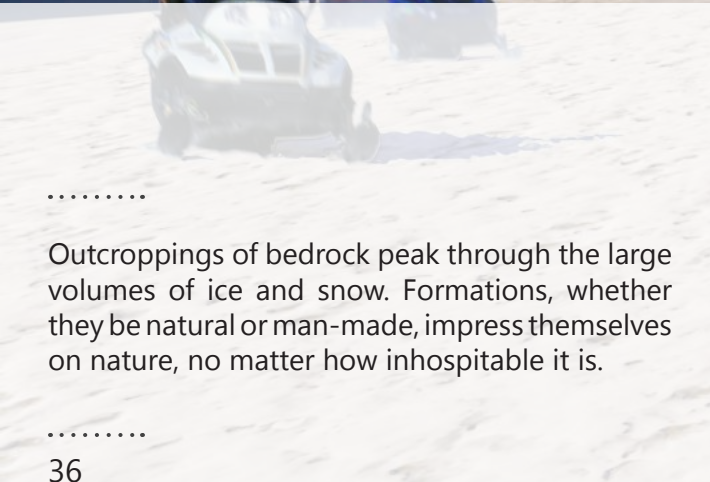 .........
Outcroppings of bedrock peak through the large
volumes of ice and snow. Formations, whether
they be natural or man-made, impress themselves
on nature, no matter how inhospitable it is.
.........
36